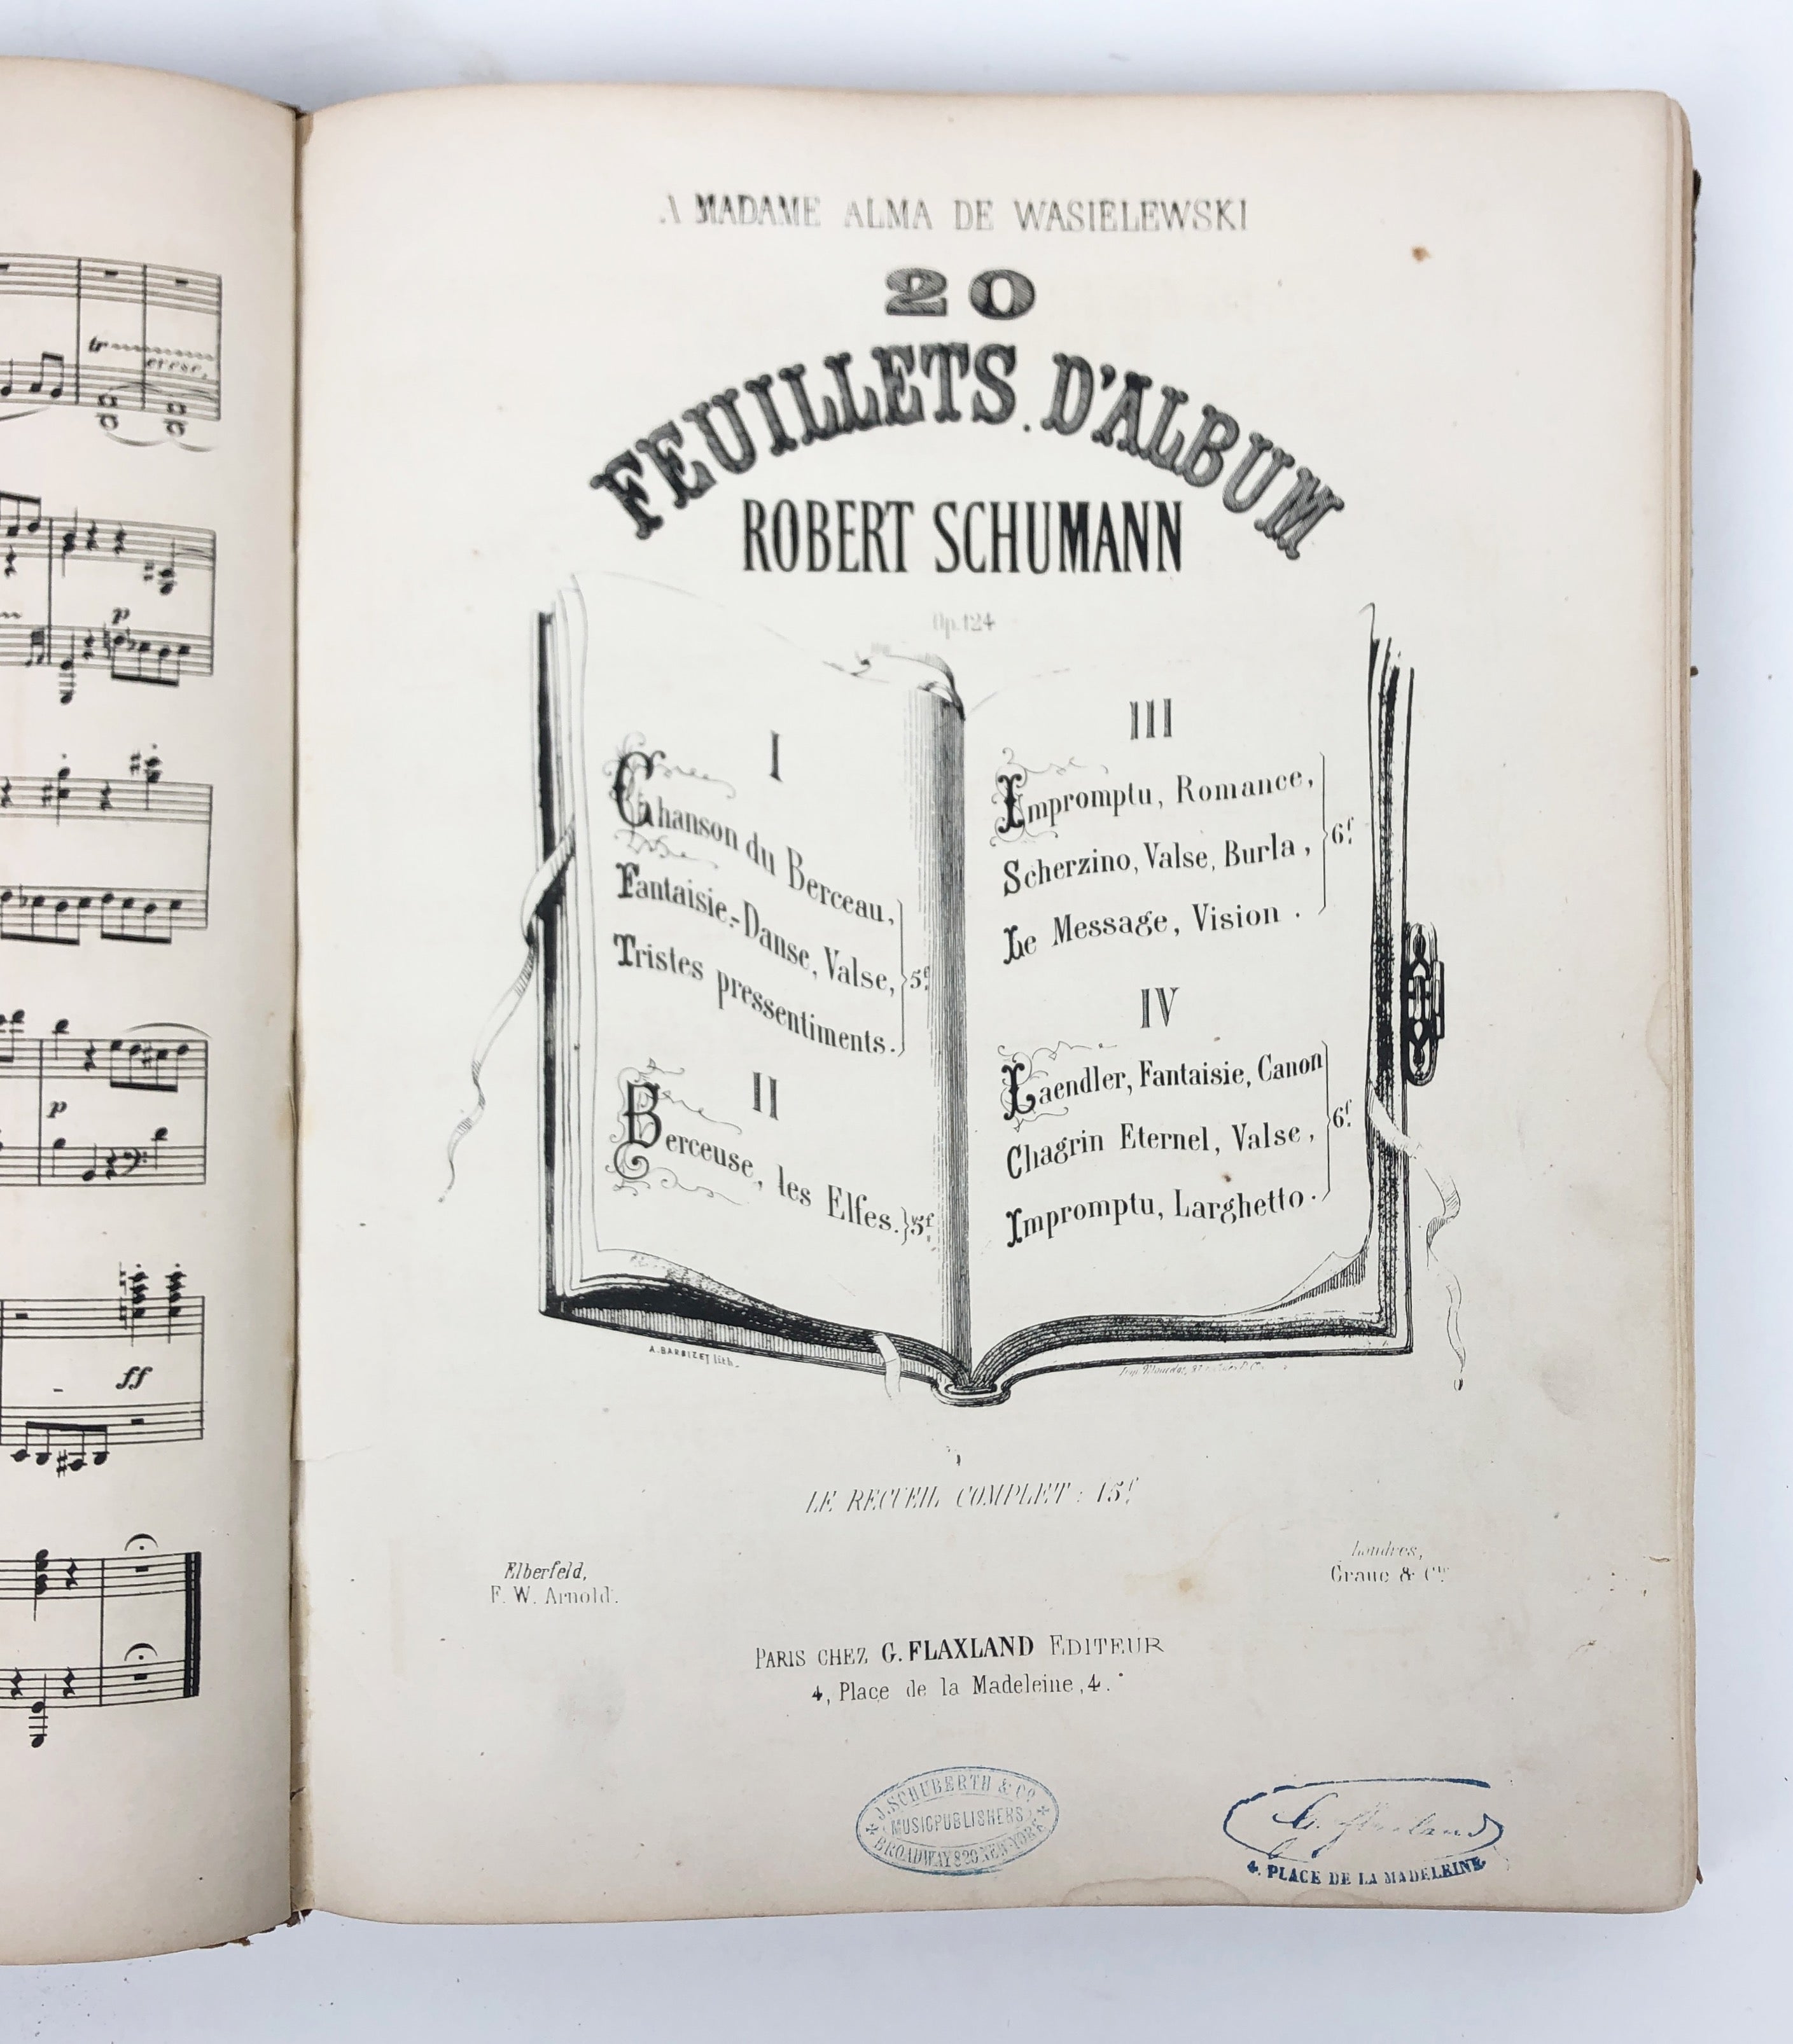 tr
cresc.
p
p
ff
A MADAME ALMA DE WASIELEWSKI
20
FEUILLETS D'ALBUM
ROBERT SCHUMANN
Op. 124
I
Chanson du Berceau,
Fantaisie-Danse, Valse,
Tristes pressentiments.
5f.
II
Berceuse, les Elfes. 5f.
III
Impromptu, Romance,
Scherzino, Valse, Burla,
Le Message, Vision.
6f.
IV
Laendler, Fantaisie, Canon
Chagrin Eternel, Valse,
Impromptu, Larghetto.
6f.
A. BARBIZET lith.
LE RECUEIL COMPLET: 15f.
Elberfeld,
F. W. Arnold.
Londres,
Graue & Cie
PARIS CHEZ G. FLAXLAND EDITEUR
4, Place de la Madeleine, 4.
J. SCHUBERTH & Co
MUSICPUBLISHERS
BROADWAY 820 NEW-YORK
G. Flaxland
4. PLACE DE LA MADELEINE